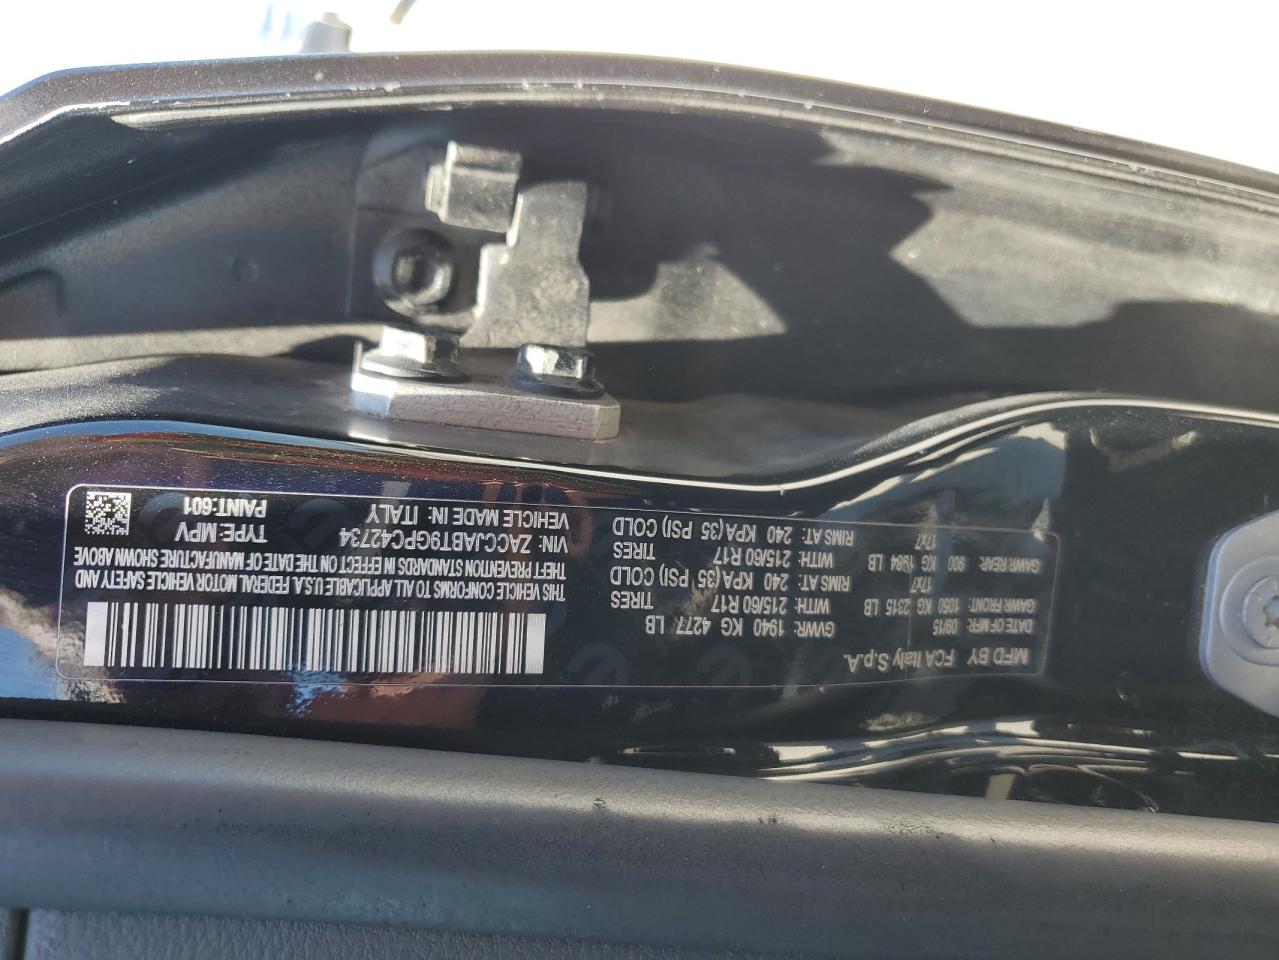 MFD BY FCA Italy S.p.A.
DATE OF MFR: 09/15 GVWR: 1940 KG 4277 LB
GAWR FRONT: 1050 KG 2315 LB WITH: 215/60 R17 TIRES
17x7 RIMS AT: 240 KPA(35 PSI) COLD
GAWR REAR: 900 KG 1984 LB WITH: 215/60 R17 TIRES
17x7 RIMS AT: 240 KPA(35 PSI) COLD
THIS VEHICLE CONFORMS TO ALL APPLICABLE U.S.A. FEDERAL MOTOR VEHICLE SAFETY AND
THEFT PREVENTION STANDARDS IN EFFECT ON THE DATE OF MANUFACTURE SHOWN ABOVE
VIN: ZACCJABT9GPC42734 TYPE: MPV
VEHICLE MADE IN: ITALY PAINT:601